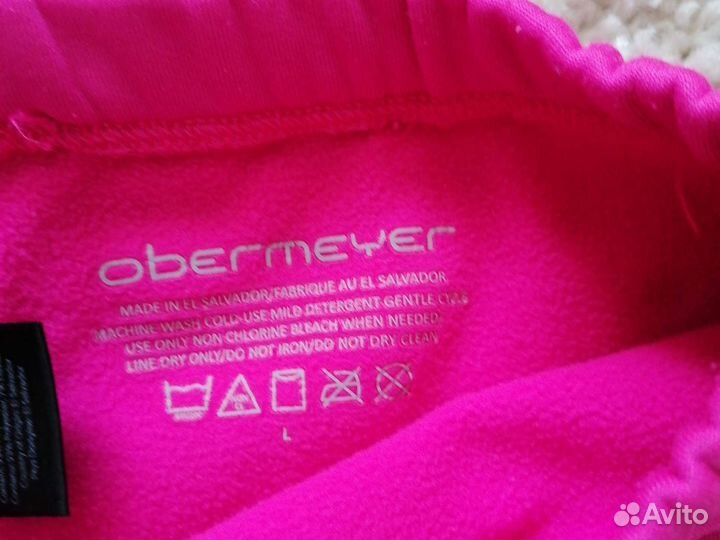 obermeyer
MADE IN EL SALVADOR/FABRIQUE AU EL SALVADOR
MACHINE WASH COLD-USE MILD DETERGENT GENTLE
USE ONLY NON CHLORINE BLEACH WHEN NEEDED
LINE DRY ONLY/DO NOT IRON/DO NOT DRY CLEAN
L
Avito